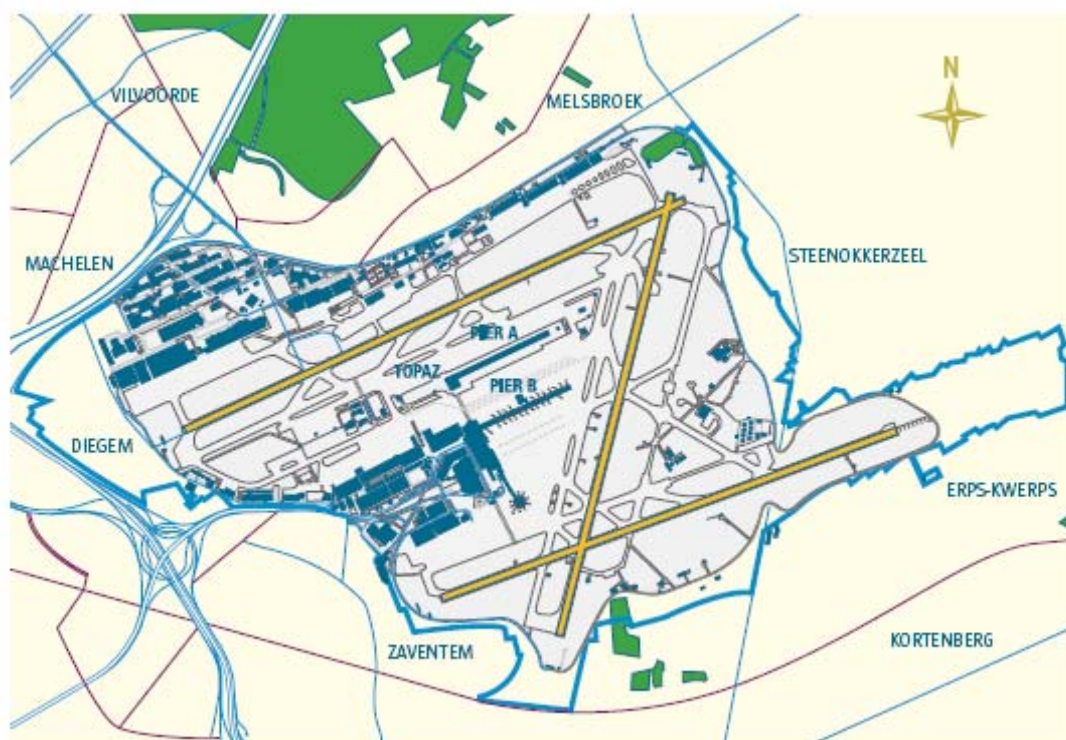 N
VILVOORDE
MELSBROEK
MACHELEN
STEENOKKERZEEL
PIER A
TOPAZ
PIER B
DIEGEM
ERPS-KWERPS
KORTENBERG
ZAVENTEM